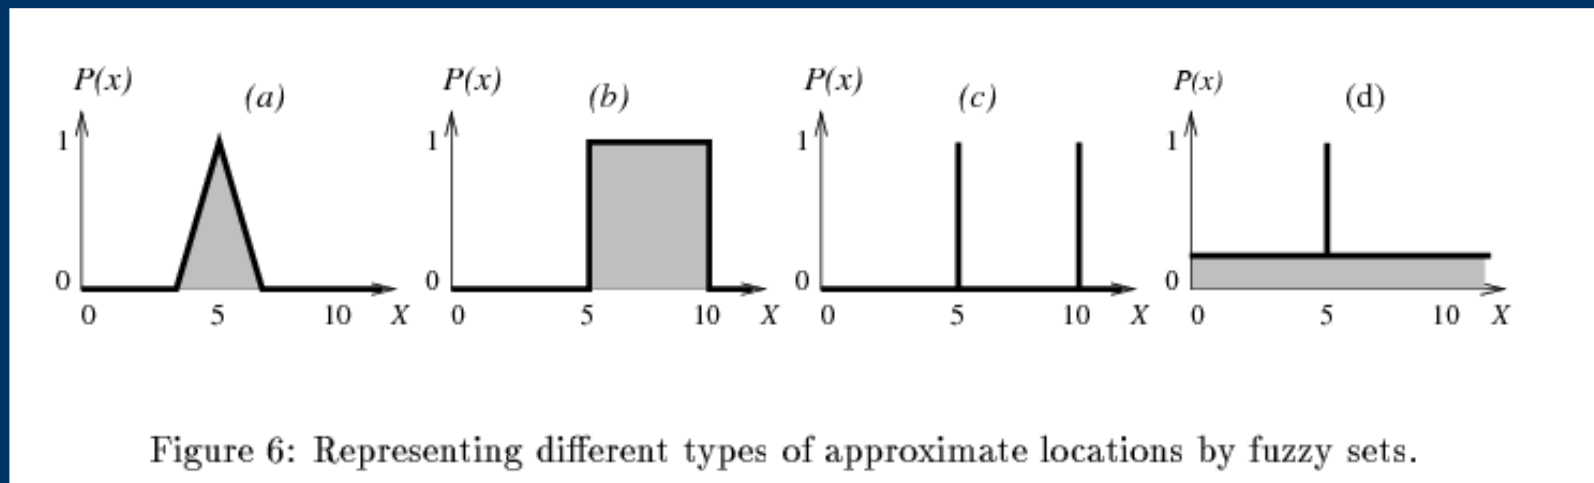 P(x) (a) P(x) (b) P(x) (c) P(x) (d)
1 1 1 1
0 0 0 0
0 5 10 X 0 5 10 X 0 5 10 X 0 5 10 X
Figure 6: Representing different types of approximate locations by fuzzy sets.